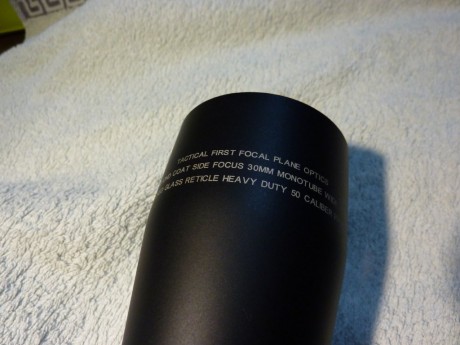 TACTICAL FIRST FOCAL PLANE OPTICS
COAT SIDE FOCUS 30MM MONOTUBE
GLASS RETICLE HEAVY DUTY 50 CALIBER